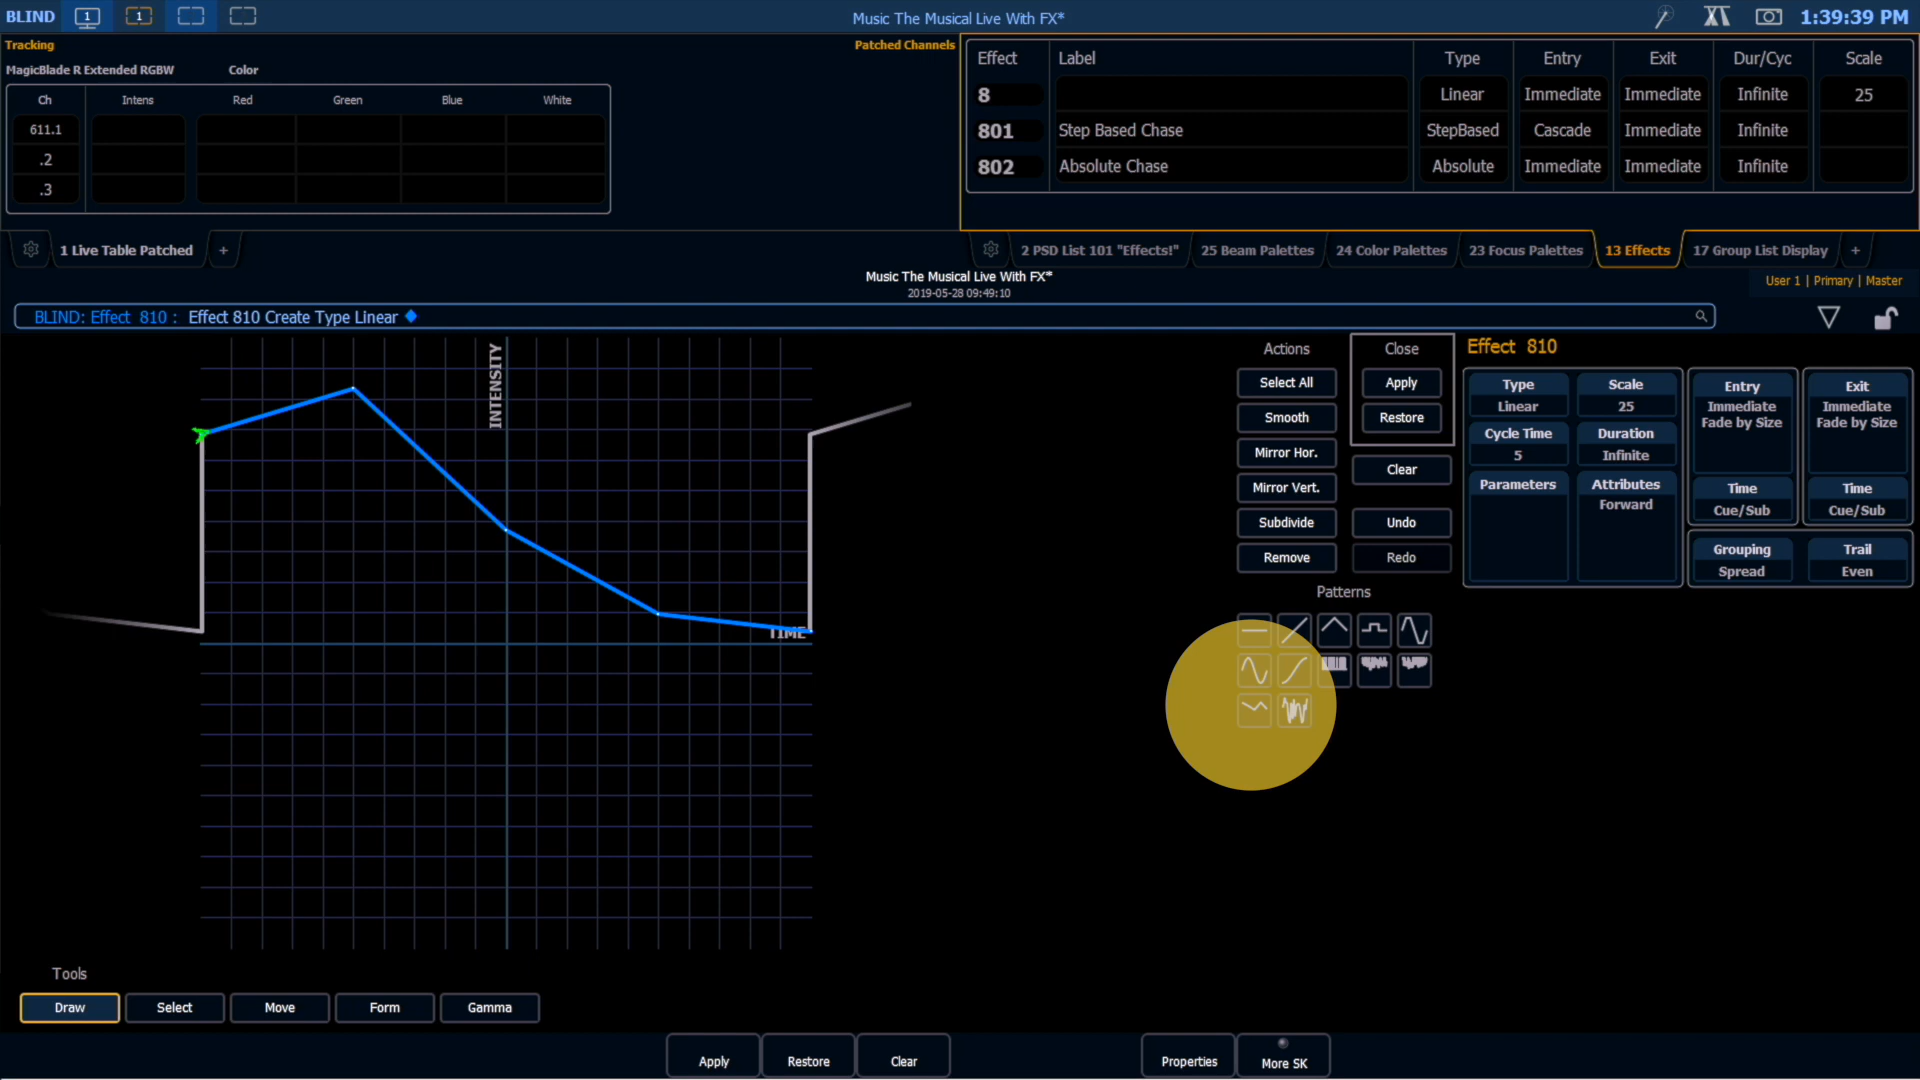 BLIND
1
1
Music The Musical Live With FX*
1:39:39 PM
Tracking
Patched Channels
MagicBlade R Extended RGBW
Color
Ch Intens Red Green Blue White
611.1
.2
.3
Effect Label Type Entry Exit Dur/Cyc Scale
8 Linear Immediate Immediate Infinite 25
801 Step Based Chase StepBased Cascade Immediate Infinite
802 Absolute Chase Absolute Immediate Immediate Infinite
1 Live Table Patched +
2 PSD List 101 "Effects!" 25 Beam Palettes 24 Color Palettes 23 Focus Palettes 13 Effects 17 Group List Display +
Music The Musical Live With FX*
2019-05-28 09:49:10
User 1 | Primary | Master
BLIND: Effect 810 : Effect 810 Create Type Linear
INTENSITY
TIME
Actions
Select All
Smooth
Mirror Hor.
Mirror Vert.
Subdivide
Remove
Close
Apply
Restore
Clear
Undo
Redo
Patterns
Effect 810
Type
Linear
Scale
25
Cycle Time
5
Duration
Infinite
Parameters
Attributes
Forward
Entry
Immediate
Fade by Size
Time
Cue/Sub
Exit
Immediate
Fade by Size
Time
Cue/Sub
Grouping
Spread
Trail
Even
Tools
Draw Select Move Form Gamma
Apply Restore Clear Properties More SK